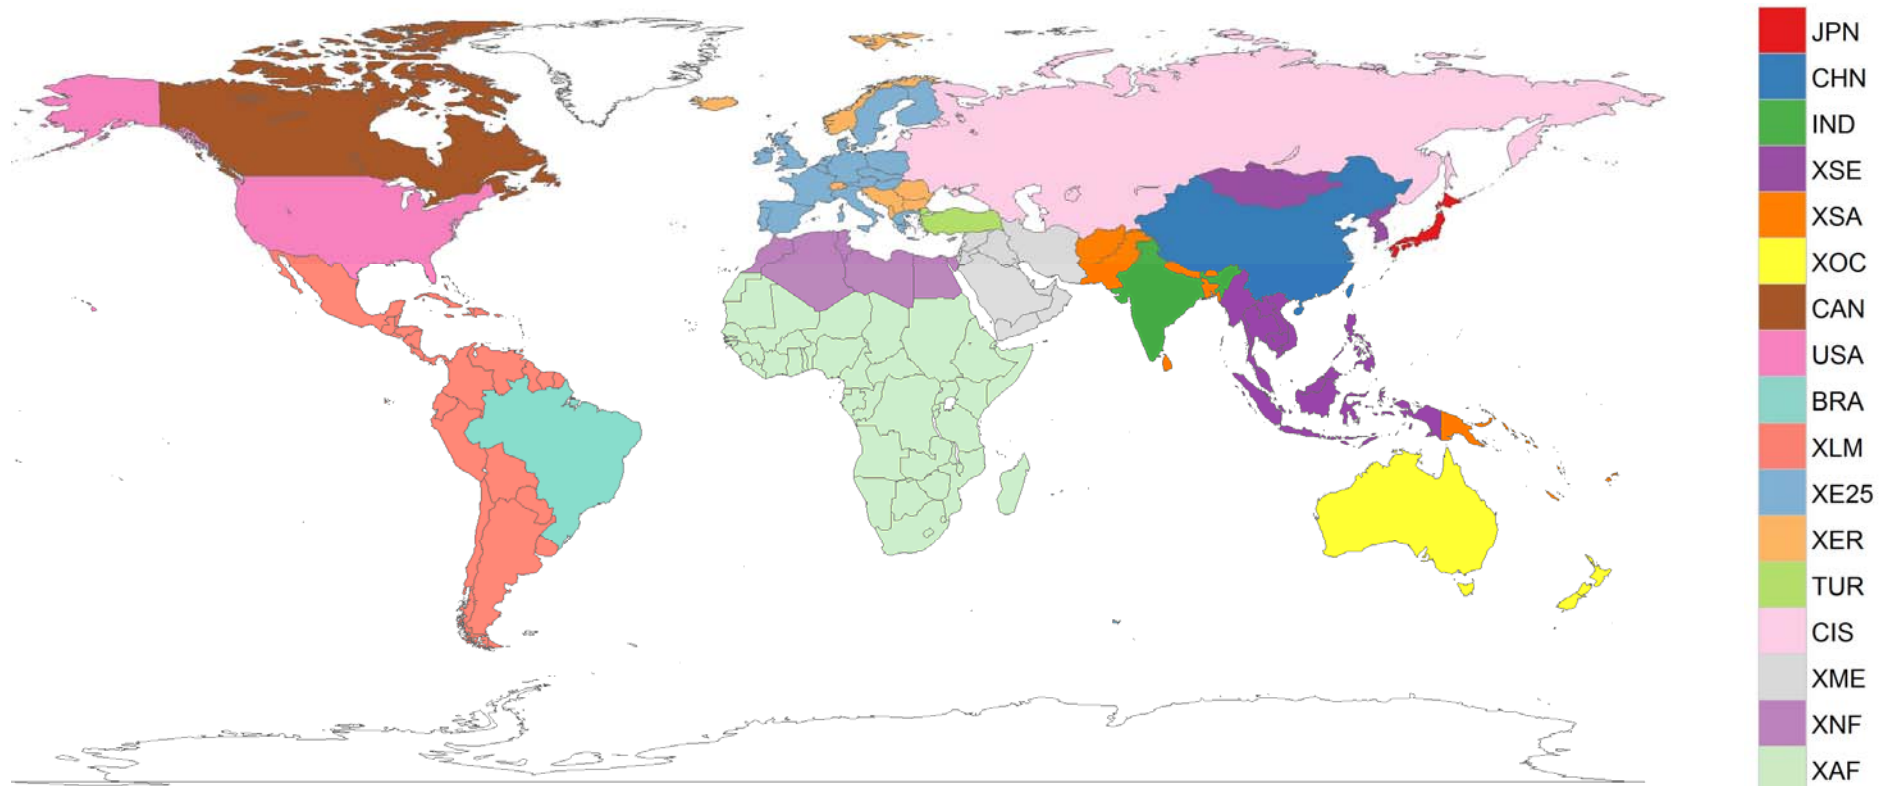 JPN
CHN
IND
XSE
XSA
XOC
CAN
USA
BRA
XLM
XE25
XER
TUR
CIS
XME
XNF
XAF